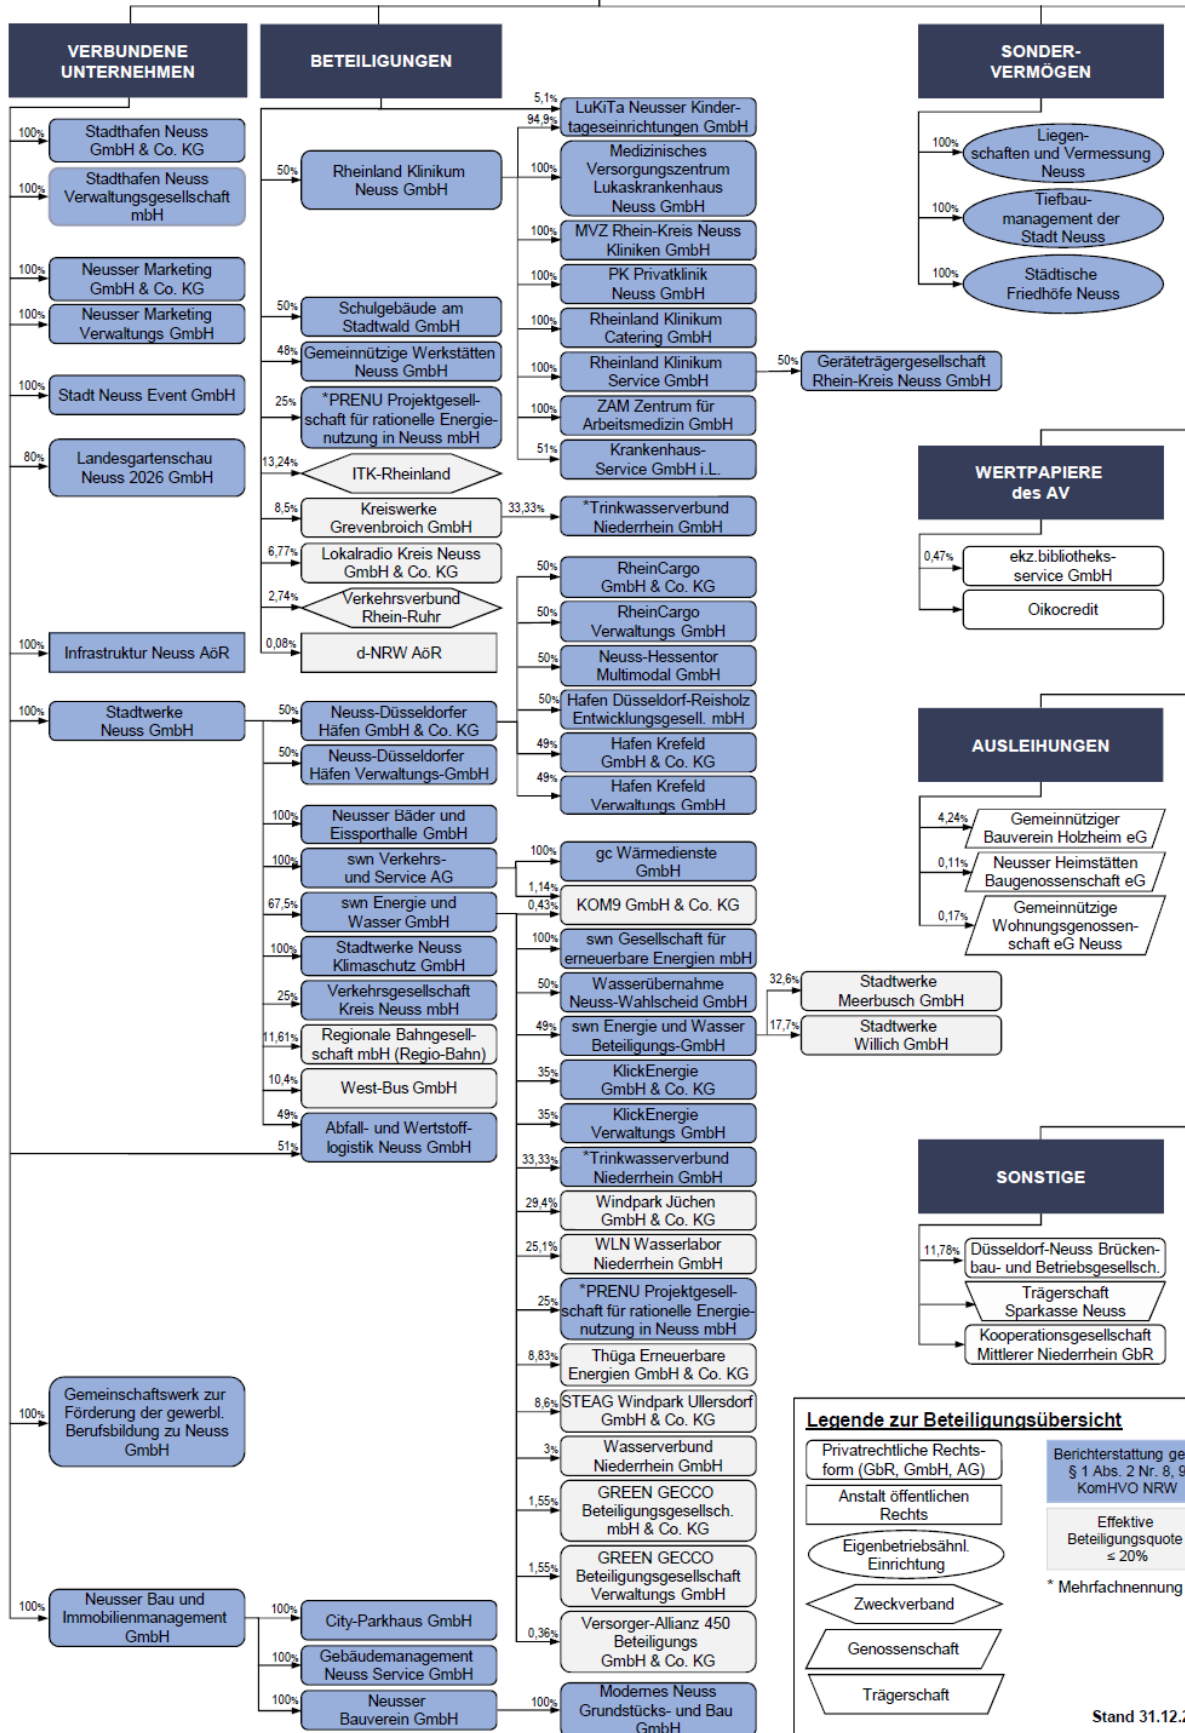 VERBUNDENE
UNTERNEHMEN
100%
Stadthafen Neuss
GmbH & Co. KG
100%
Stadthafen Neuss
Verwaltungsgesellschaft
mbH
100%
Neusser Marketing
GmbH & Co. KG
100%
Neusser Marketing
Verwaltungs GmbH
100%
Stadt Neuss Event GmbH
80%
Landesgartenschau
Neuss 2026 GmbH
100%
Infrastruktur Neuss AöR
100%
Stadtwerke
Neuss GmbH
100%
Gemeinschaftswerk zur
Förderung der gewerbl.
Berufsbildung zu Neuss
GmbH
100%
Neusser Bau und
Immobilienmanagement
GmbH
BETEILIGUNGEN
50%
Rheinland Klinikum
Neuss GmbH
50%
Schulgebäude am
Stadtwald GmbH
48%
Gemeinnützige Werkstätten
Neuss GmbH
25%
*PRENU Projektgesell-
schaft für rationelle Energie-
nutzung in Neuss mbH
13,24%
ITK-Rheinland
8,5%
Kreiswerke
Grevenbroich GmbH
6,77%
Lokalradio Kreis Neuss
GmbH & Co. KG
2,74%
Verkehrsverbund
Rhein-Ruhr
0,08%
d-NRW AöR
50%
Neuss-Düsseldorfer
Häfen GmbH & Co. KG
50%
Neuss-Düsseldorfer
Häfen Verwaltungs-GmbH
100%
Neusser Bäder und
Eissporthalle GmbH
100%
swn Verkehrs-
und Service AG
67,5%
swn Energie und
Wasser GmbH
100%
Stadtwerke Neuss
Klimaschutz GmbH
25%
Verkehrsgesellschaft
Kreis Neuss mbH
11,61%
Regionale Bahngesell-
schaft mbH (Regio-Bahn)
10,4%
West-Bus GmbH
49%
51%
Abfall- und Wertstoff-
logistik Neuss GmbH
100%
City-Parkhaus GmbH
100%
Gebäudemanagement
Neuss Service GmbH
100%
Neusser
Bauverein GmbH
5,1%
94,9%
LuKiTa Neusser Kinder-
tageseinrichtungen GmbH
100%
Medizinisches
Versorgungszentrum
Lukaskrankenhaus
Neuss GmbH
100%
MVZ Rhein-Kreis Neuss
Kliniken GmbH
100%
PK Privatklinik
Neuss GmbH
100%
Rheinland Klinikum
Catering GmbH
100%
Rheinland Klinikum
Service GmbH
50%
Geräteträgergesellschaft
Rhein-Kreis Neuss GmbH
100%
ZAM Zentrum für
Arbeitsmedizin GmbH
51%
Krankenhaus-
Service GmbH i.L.
33,33%
*Trinkwasserverbund
Niederrhein GmbH
50%
RheinCargo
GmbH & Co. KG
50%
RheinCargo
Verwaltungs GmbH
50%
Neuss-Hessentor
Multimodal GmbH
50%
Hafen Düsseldorf-Reisholz
Entwicklungsgesell. mbH
49%
Hafen Krefeld
GmbH & Co. KG
49%
Hafen Krefeld
Verwaltungs GmbH
100%
gc Wärmedienste
GmbH
1,14%
0,43%
KOM9 GmbH & Co. KG
100%
swn Gesellschaft für
erneuerbare Energien mbH
50%
Wasserübernahme
Neuss-Wahlscheid GmbH
49%
swn Energie und Wasser
Beteiligungs-GmbH
32,6%
Stadtwerke
Meerbusch GmbH
17,7%
Stadtwerke
Willich GmbH
35%
KlickEnergie
GmbH & Co. KG
35%
KlickEnergie
Verwaltungs GmbH
33,33%
*Trinkwasserverbund
Niederrhein GmbH
29,4%
Windpark Jüchen
GmbH & Co. KG
25,1%
WLN Wasserlabor
Niederrhein GmbH
25%
*PRENU Projektgesell-
schaft für rationelle Energie-
nutzung in Neuss mbH
8,83%
Thüga Erneuerbare
Energien GmbH & Co. KG
8,6%
STEAG Windpark Ullersdorf
GmbH & Co. KG
3%
Wasserverbund
Niederrhein GmbH
1,55%
GREEN GECCO
Beteiligungsgesellsch.
mbH & Co. KG
1,55%
GREEN GECCO
Beteiligungsgesellschaft
Verwaltungs GmbH
0,36%
Versorger-Allianz 450
Beteiligungs
GmbH & Co. KG
100%
Modernes Neuss
Grundstücks- und Bau
GmbH
SONDER-
VERMÖGEN
100%
Liegen-
schaften und Vermessung
Neuss
100%
Tiefbau-
management der
Stadt Neuss
100%
Städtische
Friedhöfe Neuss
WERTPAPIERE
des AV
0,47%
ekz.bibliotheks-
service GmbH
Oikocredit
AUSLEIHUNGEN
4,24%
Gemeinnütziger
Bauverein Holzheim eG
0,11%
Neusser Heimstätten
Baugenossenschaft eG
0,17%
Gemeinnützige
Wohnungsgenossen-
schaft eG Neuss
SONSTIGE
11,78%
Düsseldorf-Neuss Brücken-
bau- und Betriebsgesellsch.
Trägerschaft
Sparkasse Neuss
Kooperationsgesellschaft
Mittlerer Niederrhein GbR
Legende zur Beteiligungsübersicht
Privatrechtliche Rechts-
form (GbR, GmbH, AG)
Anstalt öffentlichen
Rechts
Eigenbetriebsähnl.
Einrichtung
Zweckverband
Genossenschaft
Trägerschaft
Berichterstattung ge
§ 1 Abs. 2 Nr. 8, 9
KomHVO NRW
Effektive
Beteiligungsquote
≤ 20%
* Mehrfachnennung
Stand 31.12.2